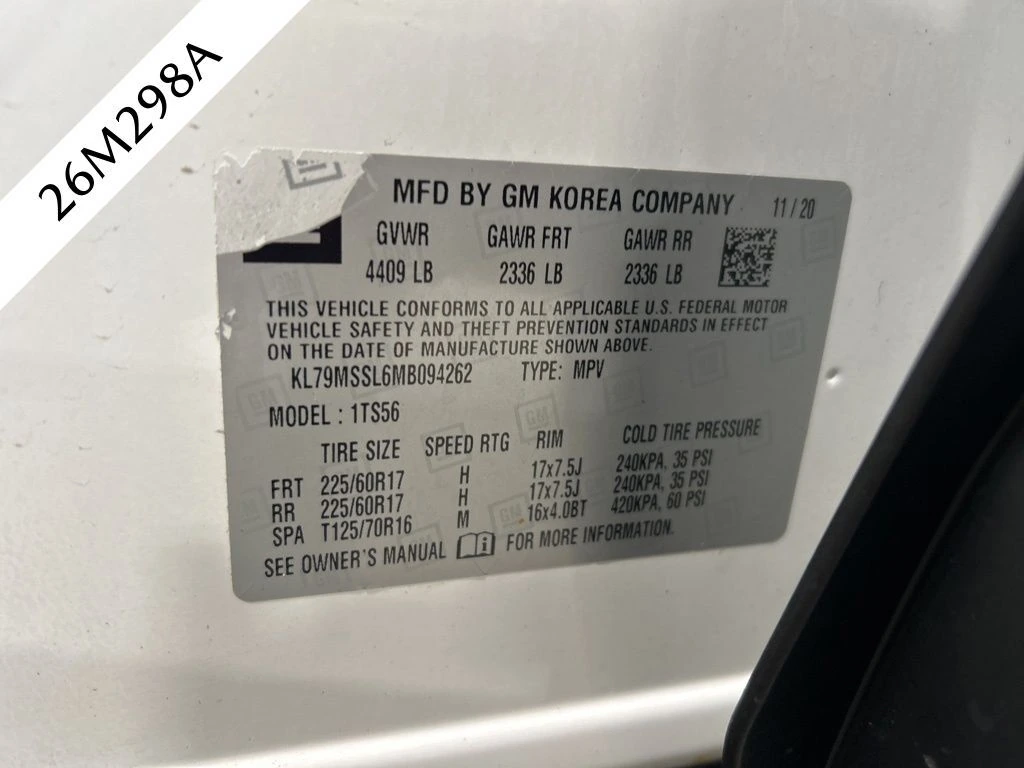 26M298A
MFD BY GM KOREA COMPANY 11/20
GVWR GAWR FRT GAWR RR
4409 LB 2336 LB 2336 LB
THIS VEHICLE CONFORMS TO ALL APPLICABLE U.S. FEDERAL MOTOR
VEHICLE SAFETY AND THEFT PREVENTION STANDARDS IN EFFECT
ON THE DATE OF MANUFACTURE SHOWN ABOVE.
KL79MSSL6MB094262 TYPE: MPV
MODEL : 1TS56
TIRE SIZE SPEED RTG RIM COLD TIRE PRESSURE
FRT 225/60R17 H 17x7.5J 240KPA, 35 PSI
RR 225/60R17 H 17x7.5J 240KPA, 35 PSI
SPA T125/70R16 M 16x4.0BT 420KPA, 60 PSI
SEE OWNER'S MANUAL FOR MORE INFORMATION.